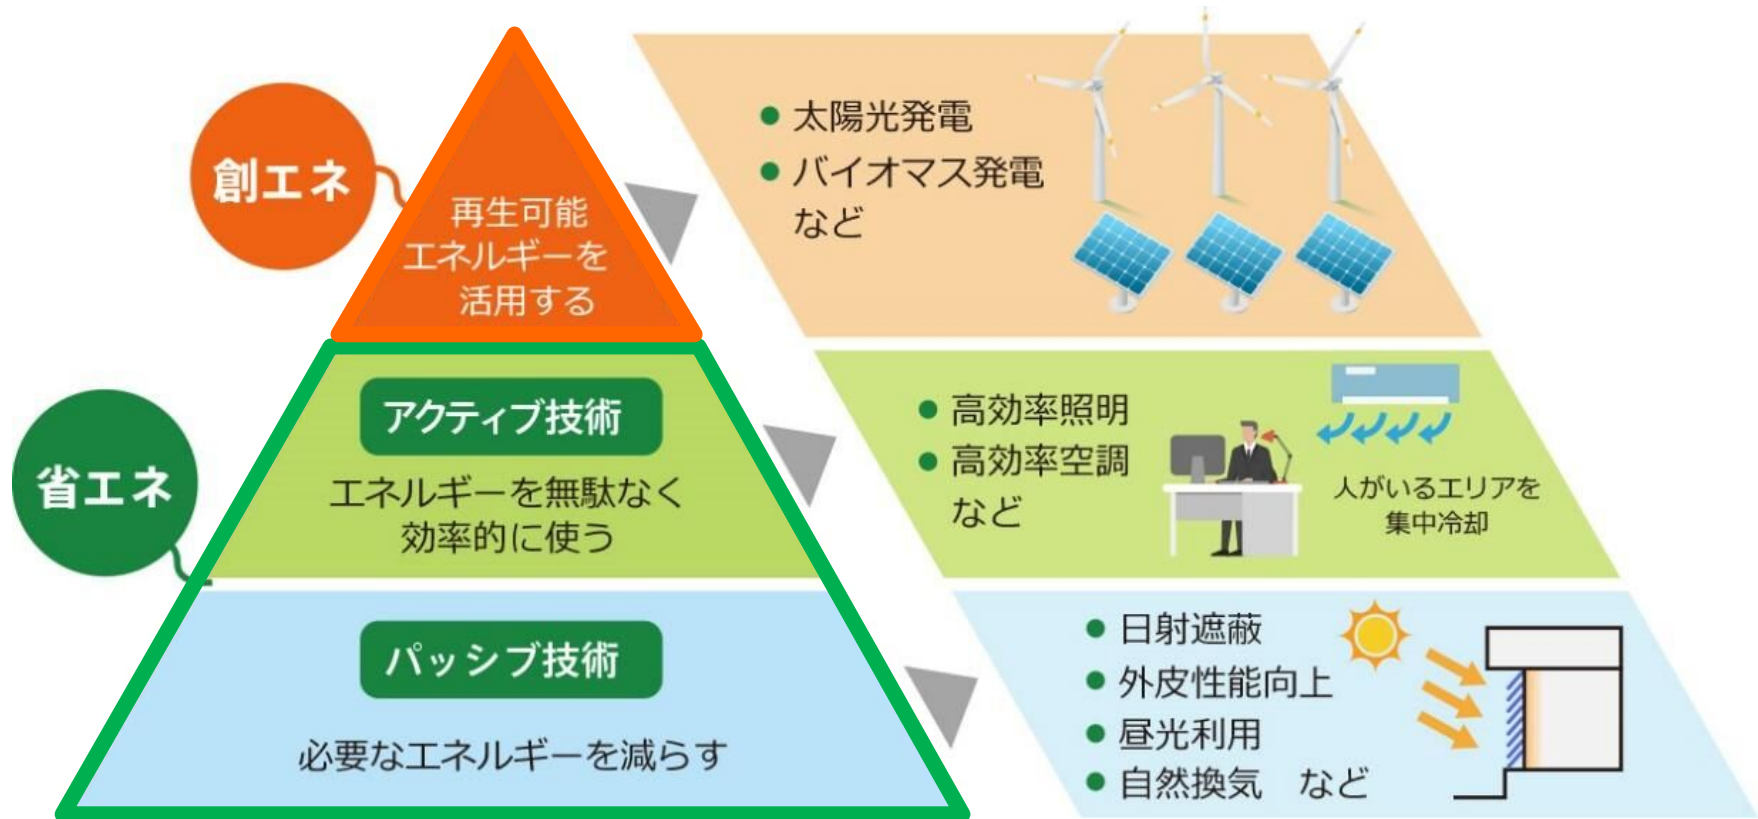 創エネ
再生可能
エネルギーを
活用する
● 太陽光発電
● バイオマス発電
など
省エネ
アクティブ技術
エネルギーを無駄なく
効率的に使う
● 高効率照明
● 高効率空調
など
人がいるエリアを
集中冷却
パッシブ技術
必要なエネルギーを減らす
● 日射遮蔽
● 外皮性能向上
● 昼光利用
● 自然換気　など